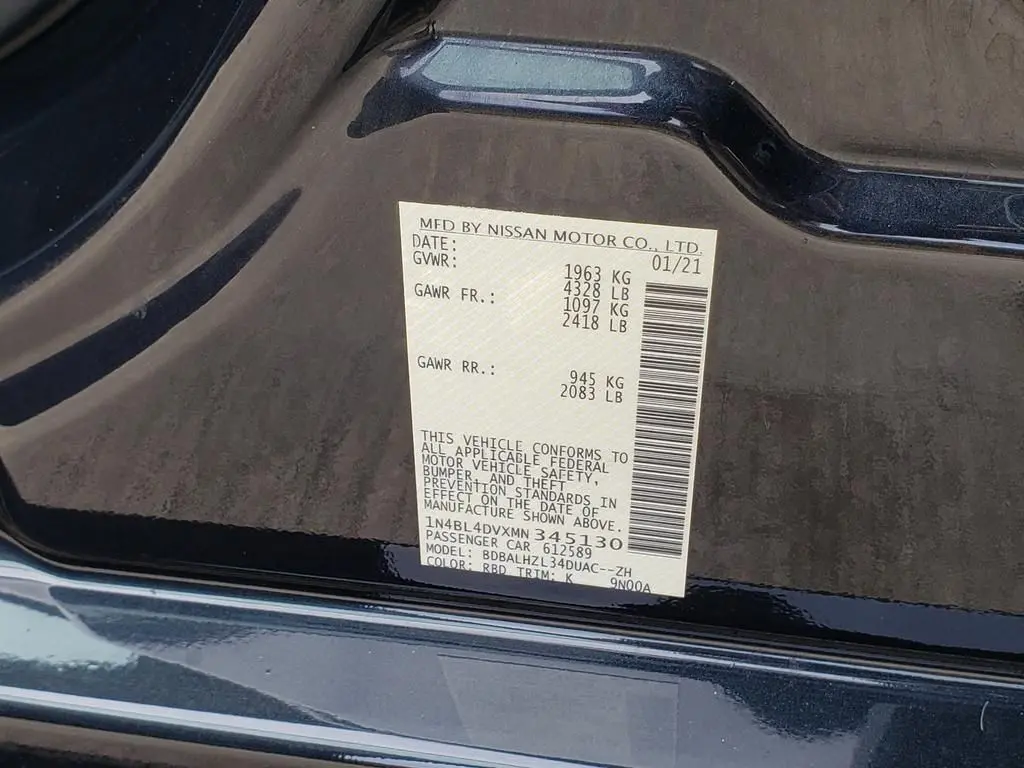 MFD BY NISSAN MOTOR CO., LTD.
DATE: 01/21
GVWR: 1963 KG
4328 LB
GAWR FR.: 1097 KG
2418 LB
GAWR RR.: 945 KG
2083 LB
THIS VEHICLE CONFORMS TO
ALL APPLICABLE FEDERAL
MOTOR VEHICLE SAFETY,
BUMPER, AND THEFT
PREVENTION STANDARDS IN
EFFECT ON THE DATE OF
MANUFACTURE SHOWN ABOVE.
1N4BL4DVXMN345130
PASSENGER CAR 612589
MODEL: BDBALHZL34DUAC--ZH
COLOR: RBD TRIM: K 9N00A